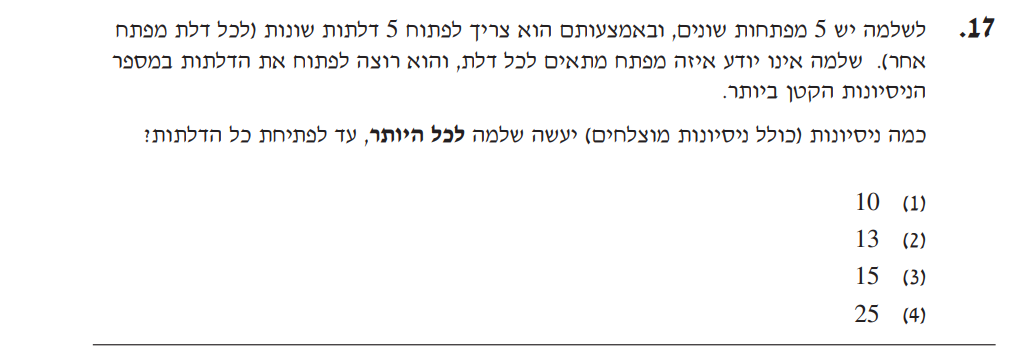 17. לשלמה יש 5 מפתחות שונים, ובאמצעותם הוא צריך לפתוח 5 דלתות שונות (לכל דלת מפתח
אחר). שלמה אינו יודע איזה מפתח מתאים לכל דלת, והוא רוצה לפתוח את הדלתות במספר
הניסיונות הקטן ביותר.
כמה ניסיונות (כולל ניסיונות מוצלחים) יעשה שלמה לכל היותר, עד לפתיחת כל הדלתות?
(1) 10
(2) 13
(3) 15
(4) 25